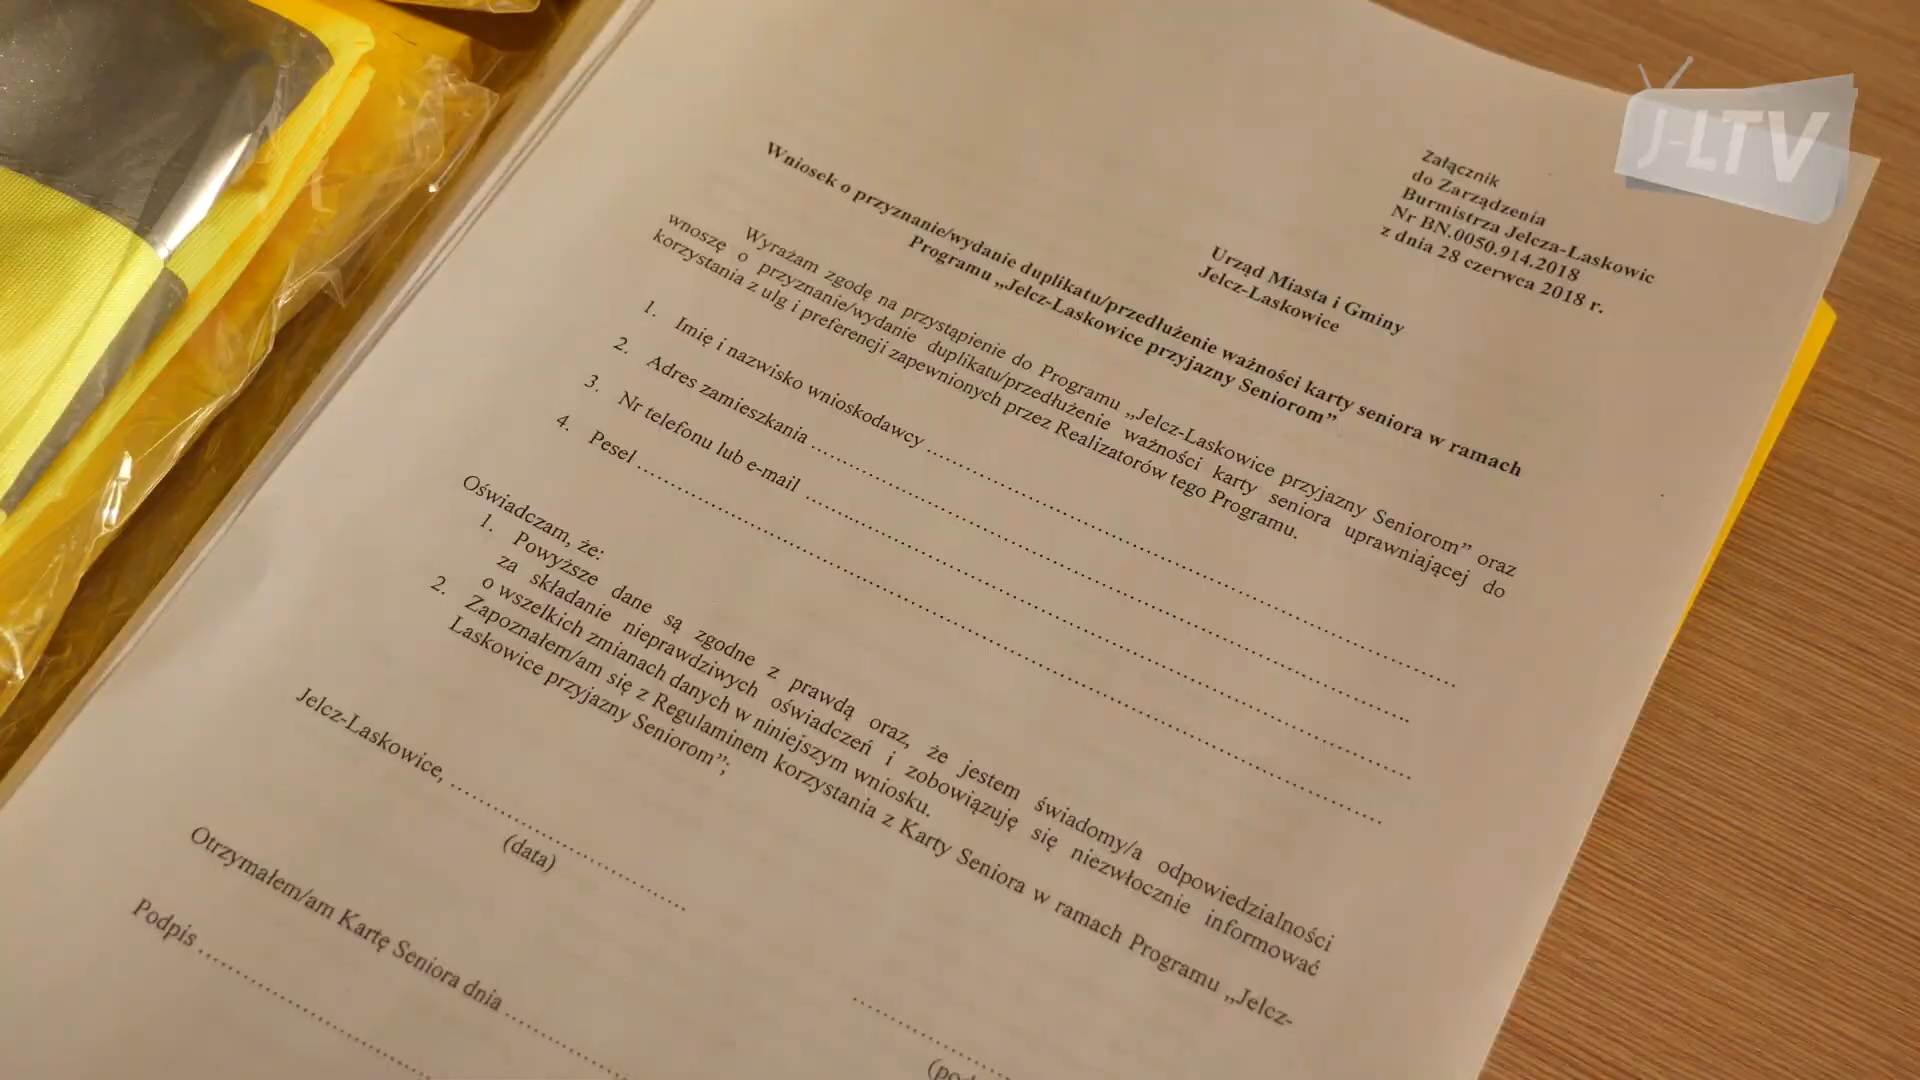 J-LTV
Załącznik
do Zarządzenia
Burmistrza Jelcza-Laskowic
Nr BN.0050.914.2018
z dnia 28 czerwca 2018 r.
Urząd Miasta i Gminy
Jelcz-Laskowice
Wniosek o przyznanie/wydanie duplikatu/przedłużenie ważności karty seniora w ramach
Programu „Jelcz-Laskowice przyjazny Seniorom”
Wyrażam zgodę na przystąpienie do Programu „Jelcz-Laskowice przyjazny Seniorom” oraz
wnoszę o przyznanie/wydanie duplikatu/przedłużenie ważności karty seniora uprawniającej do
korzystania z ulg i preferencji zapewnionych przez Realizatorów tego Programu.
1. Imię i nazwisko wnioskodawcy ..........
2. Adres zamieszkania ..........
3. Nr telefonu lub e-mail ..........
4. Pesel ..........
Oświadczam, że:
1. Powyższe dane są zgodne z prawdą oraz, że jestem świadomy/a odpowiedzialności
za składanie nieprawdziwych oświadczeń i zobowiązuję się niezwłocznie informować
o wszelkich zmianach danych w niniejszym wniosku.
2. Zapoznałem/am się z Regulaminem korzystania z Karty Seniora w ramach Programu „Jelcz-
Laskowice przyjazny Seniorom”;
Jelcz-Laskowice, ..........
(data)
Otrzymałem/am Kartę Seniora dnia ..........
Podpis ..........